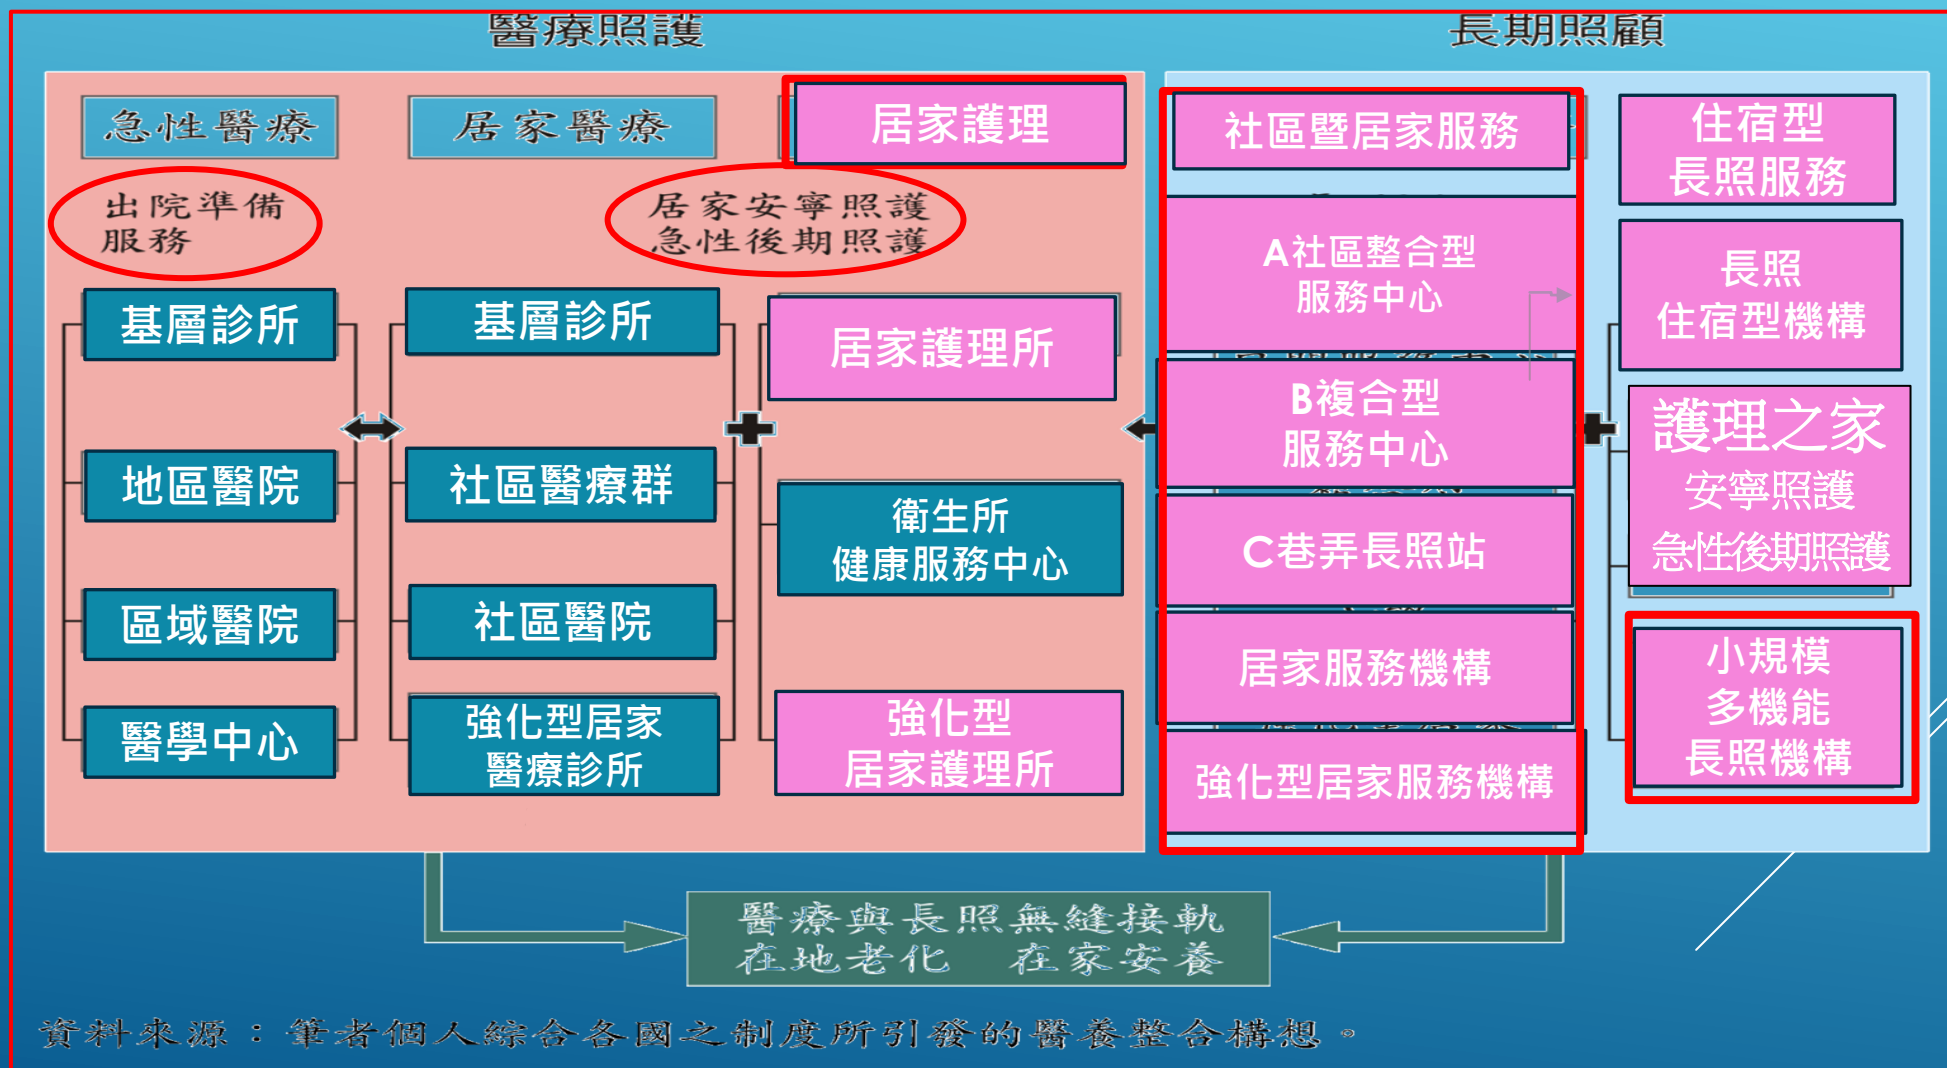 醫療照護
長期照顧
急性醫療
出院準備
服務
基層診所
地區醫院
區域醫院
醫學中心
居家醫療
基層診所
社區醫療群
社區醫院
強化型居家
醫療診所
居家護理
居家安寧照護
急性後期照護
居家護理所
衛生所
健康服務中心
強化型
居家護理所
社區暨居家服務
A社區整合型
服務中心
B複合型
服務中心
C巷弄長照站
居家服務機構
強化型居家服務機構
住宿型
長照服務
長照
住宿型機構
護理之家
安寧照護
急性後期照護
小規模
多機能
長照機構
醫療與長照無縫接軌
在地老化 在家安養
資料來源：筆者個人綜合各國之制度所引發的醫養整合構想。